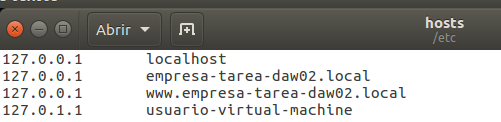 Abrir
hosts
/etc
127.0.0.1 localhost
127.0.0.1 empresa-tarea-daw02.local
127.0.0.1 www.empresa-tarea-daw02.local
127.0.1.1 usuario-virtual-machine